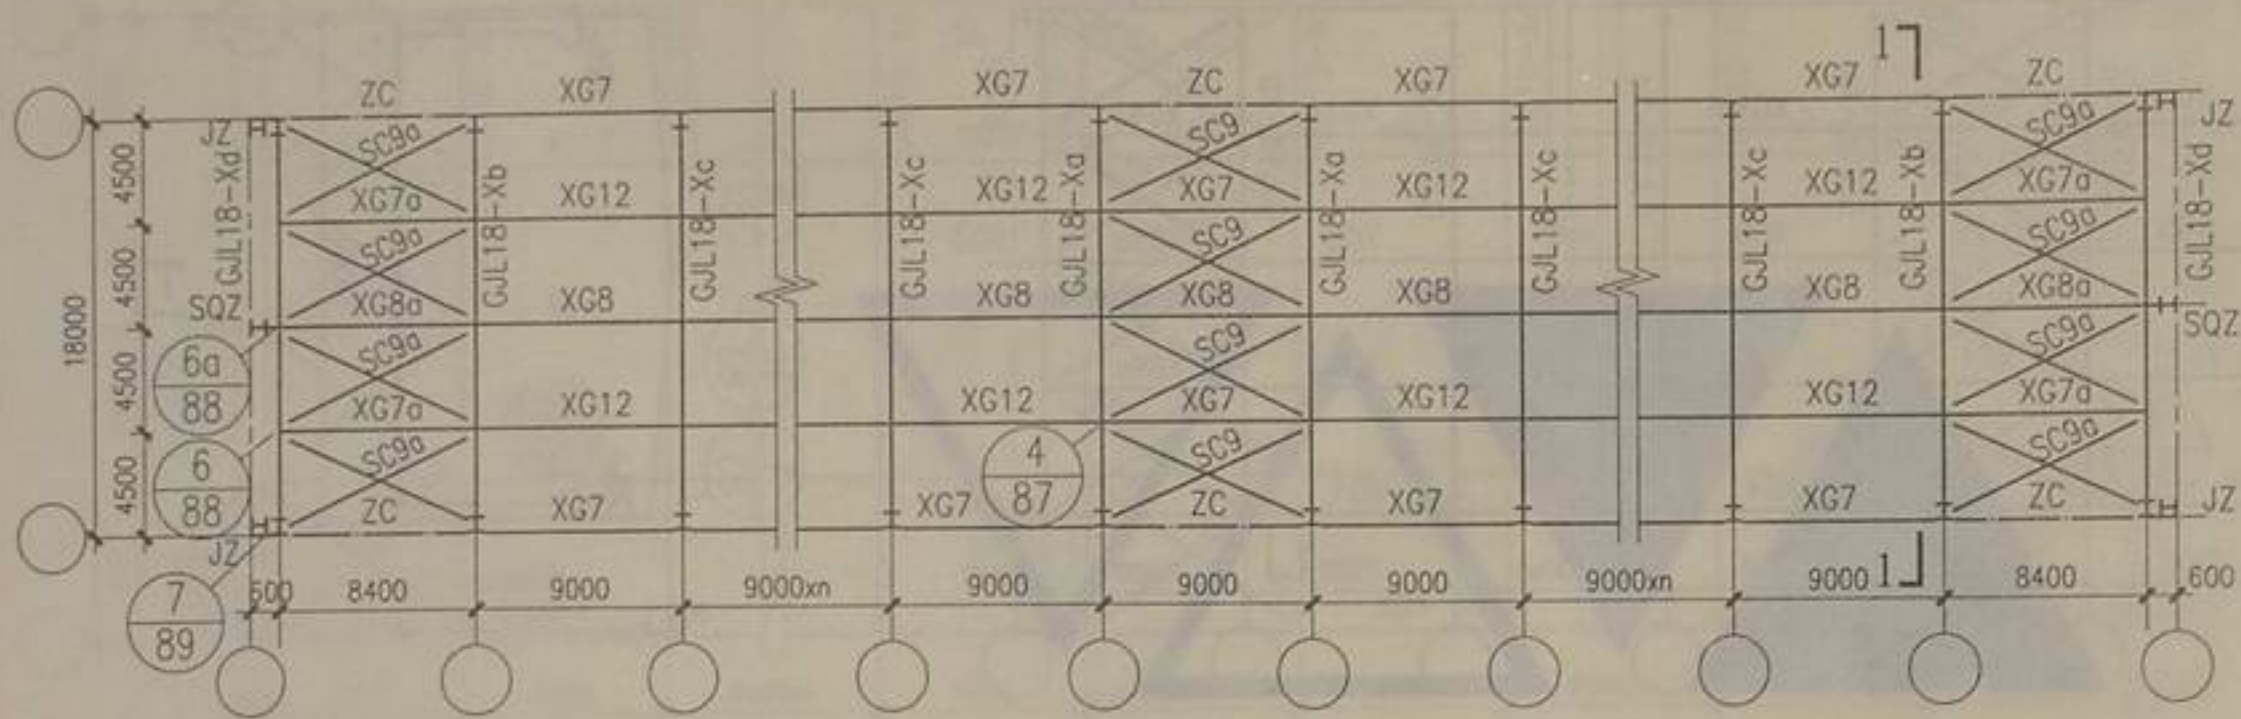 ZC XG7 XG7 ZC XG7 XG7 1 ZC
JZ SC9a SC9 SC9a JZ
4500 GJL18-Xd XG7a GJL18-Xb XG12 GJL18-Xc GJL18-Xc XG12 GJL18-Xa XG7 GJL18-Xa XG12 GJL18-Xc GJL18-Xc XG12 GJL18-Xb XG7a GJL18-Xd
4500 SC9a SC9 SC9a
SQZ XG8a XG8 XG8 XG8 XG8 XG8 XG8a SQZ
18000
6a
88
4500 SC9a SC9 SC9a
XG7a XG12 XG12 XG7 XG12 XG12 XG7a
6
88
4
87
4500 SC9a SC9 SC9a
JZ ZC XG7 XG7 ZC XG7 XG7 ZC JZ
7
89
600 8400 9000 9000xn 9000 9000 9000 9000xn 9000 1 8400 600